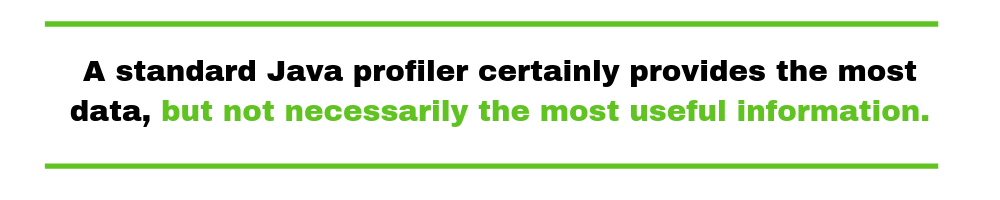 A standard Java profiler certainly provides the most
data, but not necessarily the most useful information.